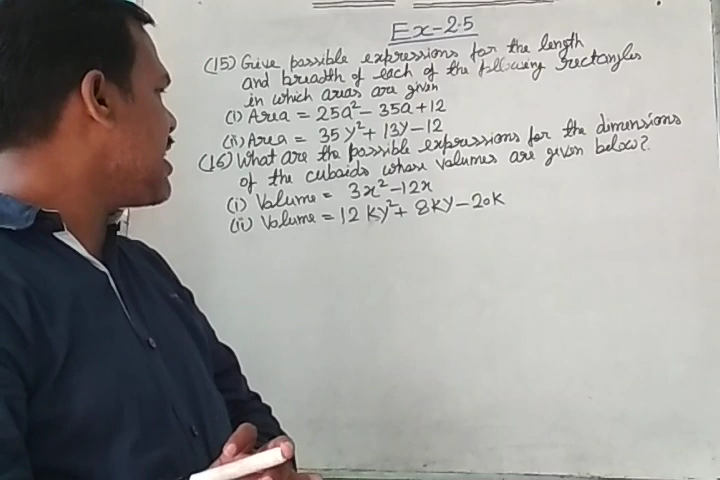 Ex-2.5
(15) Give possible expressions for the length
and breadth of each of the following rectangles
in which areas are given
(i) Area = 25a² - 35a + 12
(ii) Area = 35y² + 13y - 12
(16) What are the possible expressions for the dimensions
of the cuboids whose volumes are given below?
(i) Volume = 3x² - 12x
(ii) Volume = 12ky² + 8ky - 20k